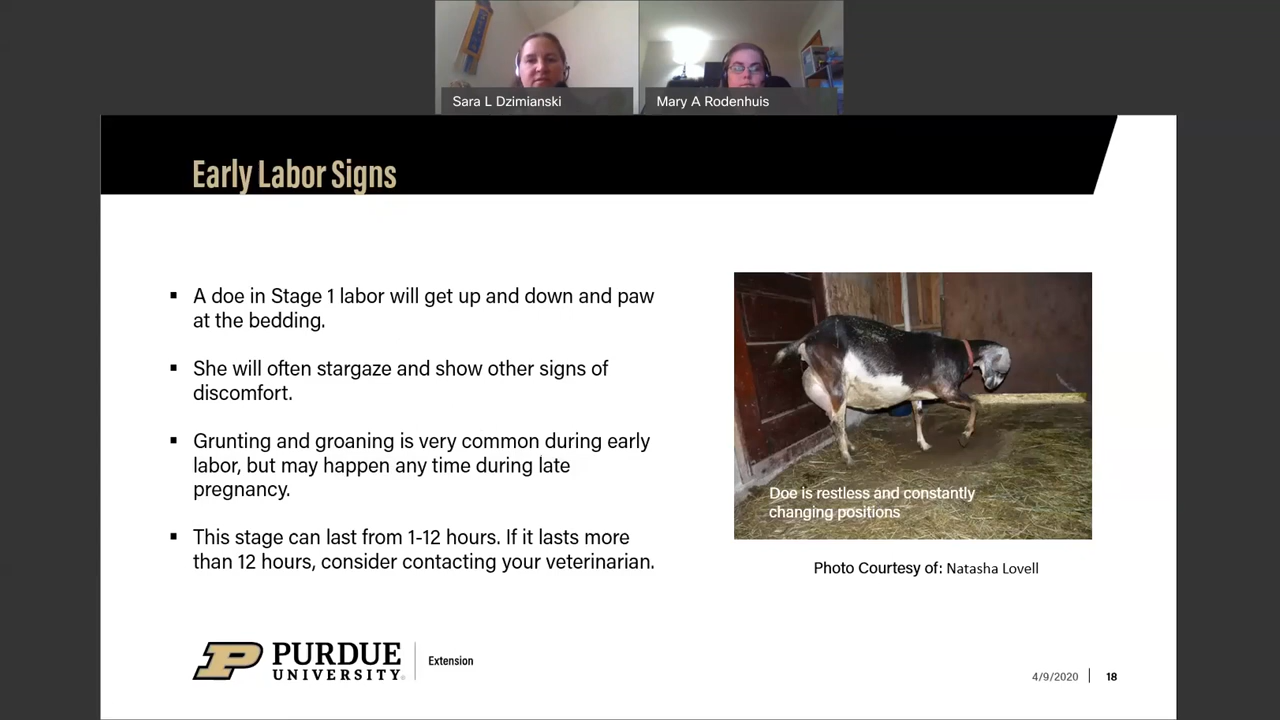 Sara L Dzimianski
Mary A Rodenhuis
Early Labor Signs
▪ A doe in Stage 1 labor will get up and down and paw
at the bedding.
▪ She will often stargaze and show other signs of
discomfort.
▪ Grunting and groaning is very common during early
labor, but may happen any time during late
pregnancy.
▪ This stage can last from 1-12 hours. If it lasts more
than 12 hours, consider contacting your veterinarian.
Doe is restless and constantly
changing positions
Photo Courtesy of: Natasha Lovell
PURDUE
UNIVERSITY®
Extension
4/9/2020
18